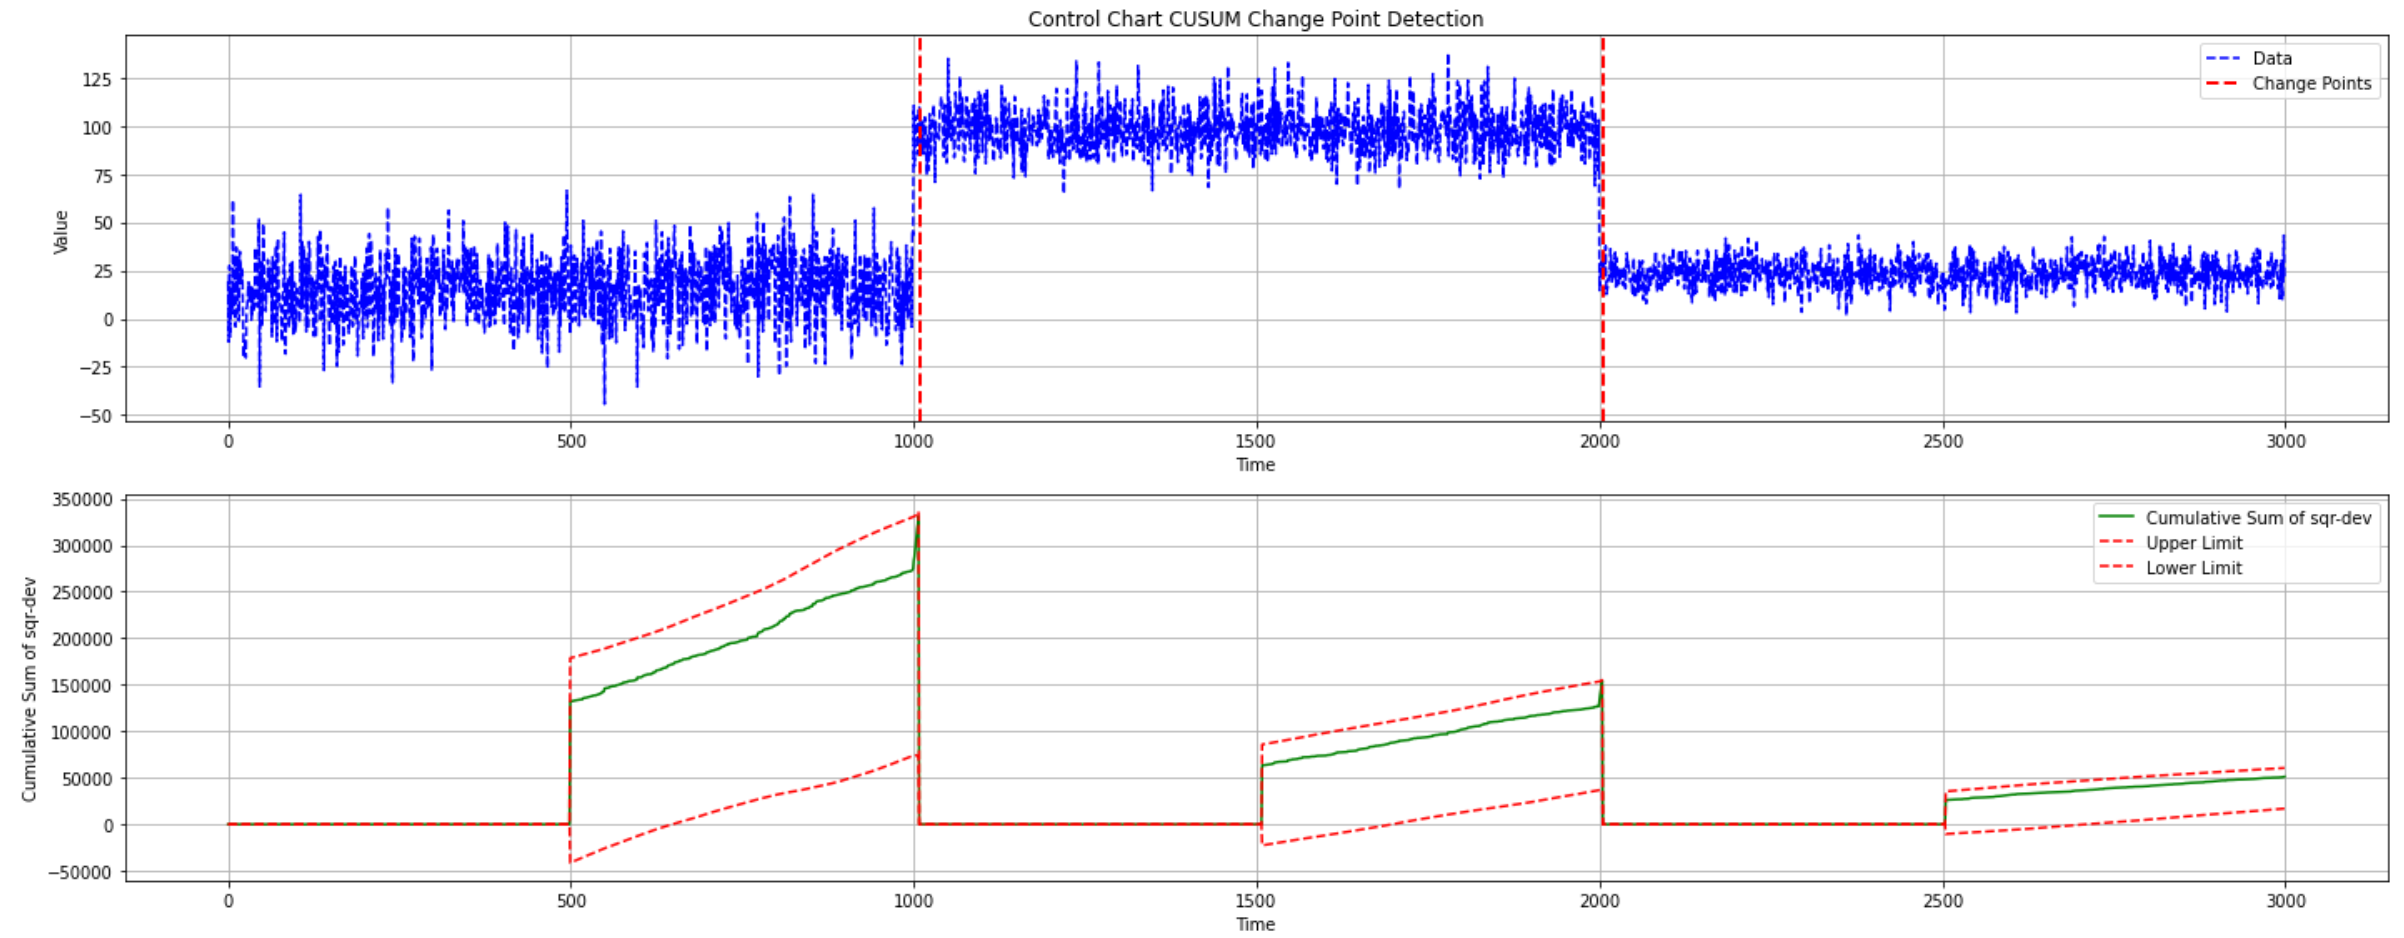 Control Chart CUSUM Change Point Detection
125
100
75
50
25
0
−25
−50
Value
Data
Change Points
0 500 1000 1500 2000 2500 3000
Time
350000
300000
250000
200000
150000
100000
50000
0
−50000
Cumulative Sum of sqr-dev
Cumulative Sum of sqr-dev
Upper Limit
Lower Limit
0 500 1000 1500 2000 2500 3000
Time